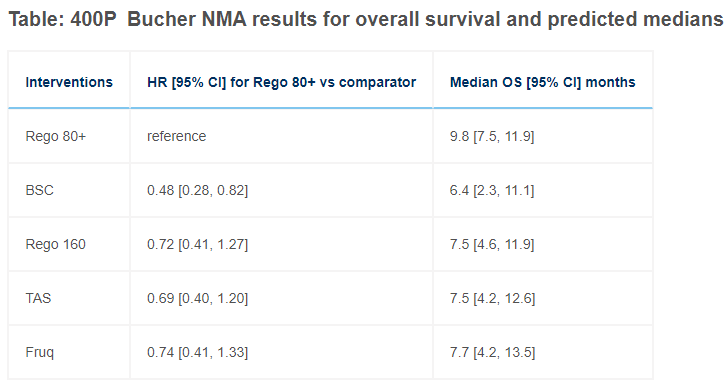 Table: 400P Bucher NMA results for overall survival and predicted medians
Interventions HR [95% CI] for Rego 80+ vs comparator Median OS [95% CI] months
Rego 80+ reference 9.8 [7.5, 11.9]
BSC 0.48 [0.28, 0.82] 6.4 [2.3, 11.1]
Rego 160 0.72 [0.41, 1.27] 7.5 [4.6, 11.9]
TAS 0.69 [0.40, 1.20] 7.5 [4.2, 12.6]
Fruq 0.74 [0.41, 1.33] 7.7 [4.2, 13.5]